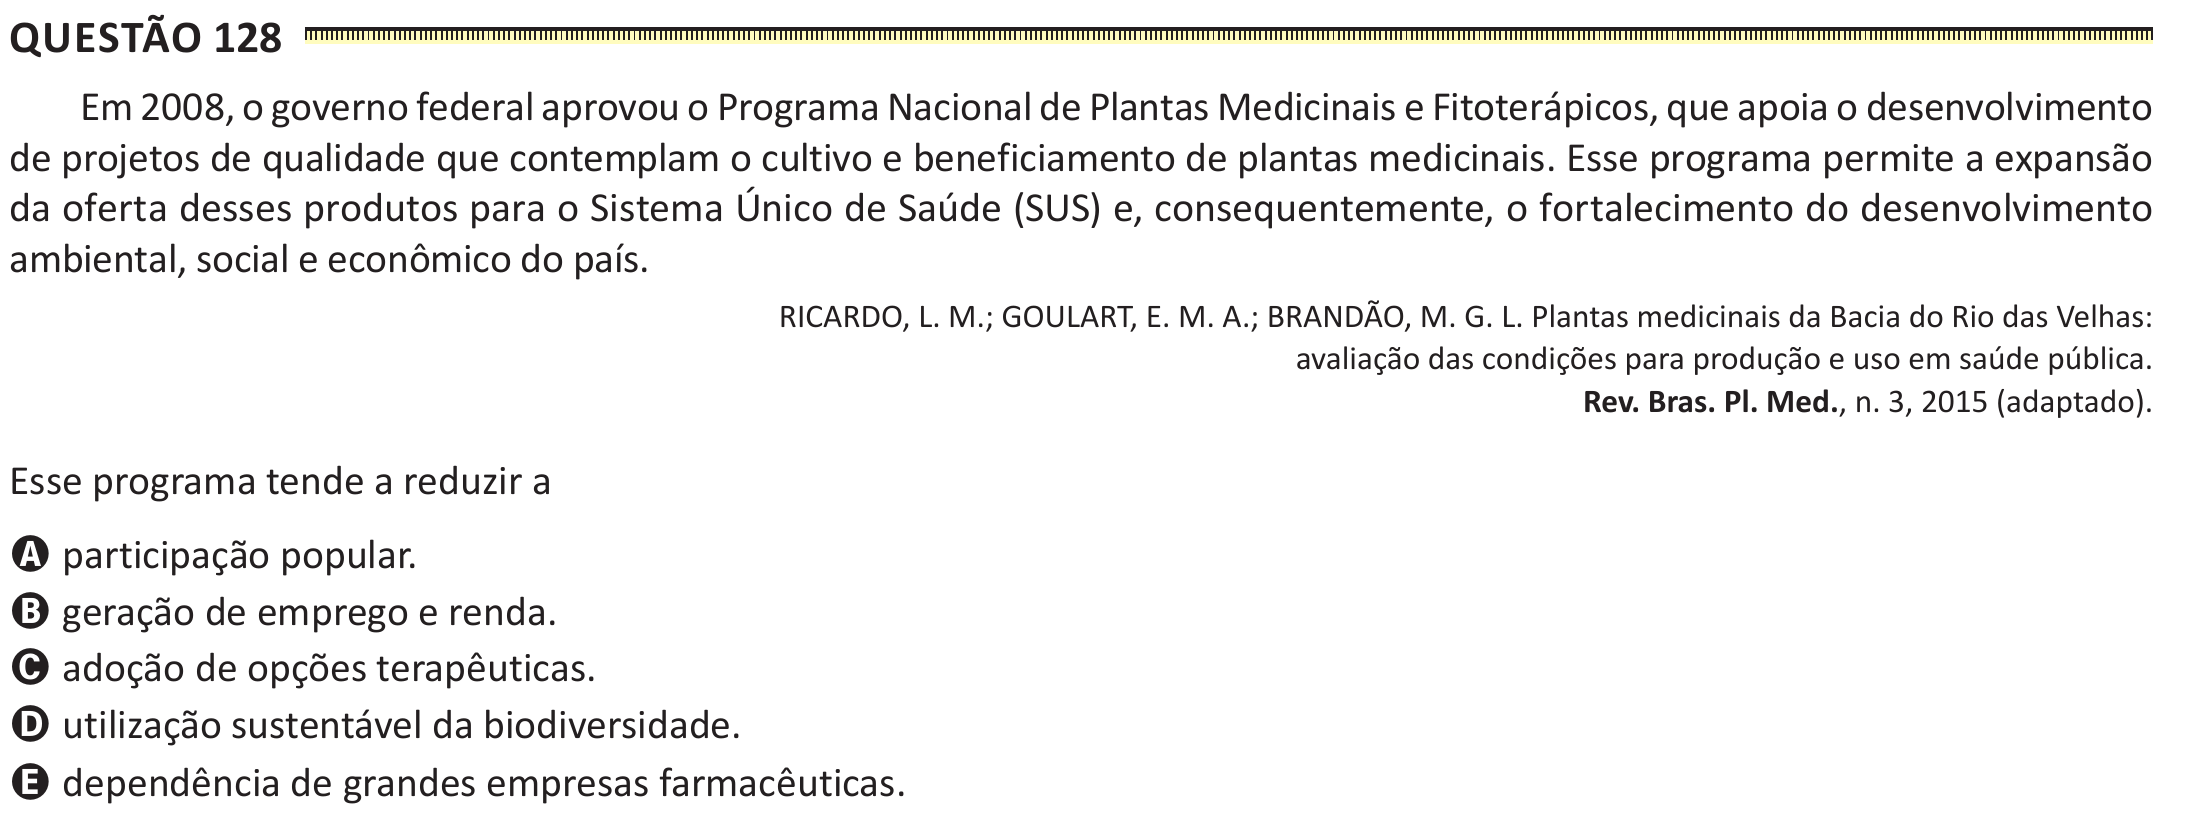 QUESTÃO 128
Em 2008, o governo federal aprovou o Programa Nacional de Plantas Medicinais e Fitoterápicos, que apoia o desenvolvimento
de projetos de qualidade que contemplam o cultivo e beneficiamento de plantas medicinais. Esse programa permite a expansão
da oferta desses produtos para o Sistema Único de Saúde (SUS) e, consequentemente, o fortalecimento do desenvolvimento
ambiental, social e econômico do país.
RICARDO, L. M.; GOULART, E. M. A.; BRANDÃO, M. G. L. Plantas medicinais da Bacia do Rio das Velhas:
avaliação das condições para produção e uso em saúde pública.
Rev. Bras. Pl. Med., n. 3, 2015 (adaptado).
Esse programa tende a reduzir a
A participação popular.
B geração de emprego e renda.
C adoção de opções terapêuticas.
D utilização sustentável da biodiversidade.
E dependência de grandes empresas farmacêuticas.